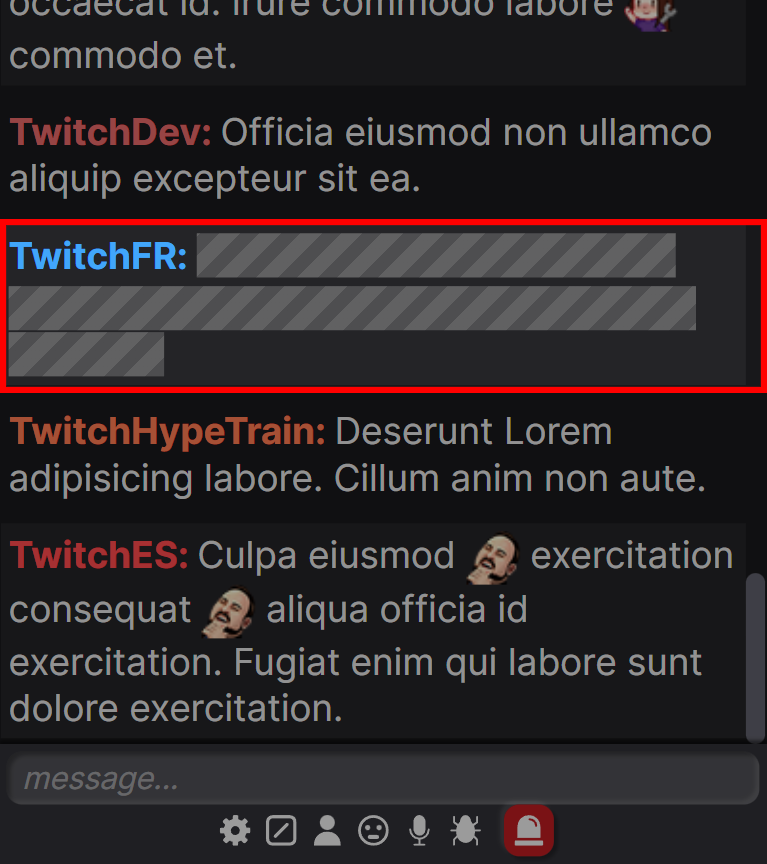 occaecat id. Irure commodo labore
commodo et.
TwitchDev: Officia eiusmod non ullamco
aliquip excepteur sit ea.
TwitchFR:
TwitchHypeTrain: Deserunt Lorem
adipisicing labore. Cillum anim non aute.
TwitchES: Culpa eiusmod exercitation
consequat aliqua officia id
exercitation. Fugiat enim qui labore sunt
dolore exercitation.
message...